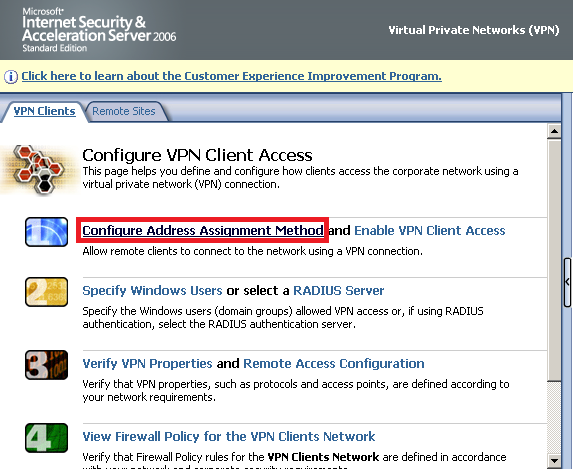 Microsoft®
Internet Security &
Acceleration Server 2006
Standard Edition
Virtual Private Networks (VPN)
Click here to learn about the Customer Experience Improvement Program.
VPN Clients
Remote Sites
Configure VPN Client Access
This page helps you define and configure how clients access the corporate network using a
virtual private network (VPN) connection.
1
Configure Address Assignment Method and Enable VPN Client Access
Allow remote clients to connect to the network using a VPN connection.
2
Specify Windows Users or select a RADIUS Server
Specify the Windows users (domain groups) allowed VPN access or, if using RADIUS
authentication, select the RADIUS authentication server.
3
Verify VPN Properties and Remote Access Configuration
Verify that VPN properties, such as protocols and access points, are defined according to
your network requirements.
4
View Firewall Policy for the VPN Clients Network
Verify that Firewall Policy rules for the VPN Clients Network are defined in accordance
with your network and corporate security requirements.